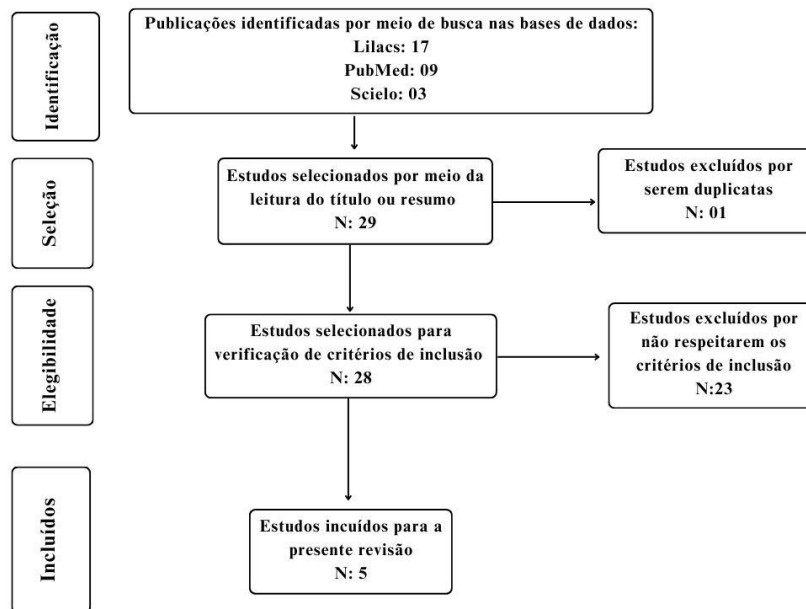 Identificação
Publicações identificadas por meio de busca nas bases de dados:
Lilacs: 17
PubMed: 09
Scielo: 03
Seleção
Estudos selecionados por meio da
leitura do título ou resumo
N: 29
Estudos excluídos por
serem duplicatas
N: 01
Elegibilidade
Estudos selecionados para
verificação de critérios de inclusão
N: 28
Estudos excluídos por
não respeitarem os
critérios de inclusão
N:23
Incluídos
Estudos incuídos para a
presente revisão
N: 5